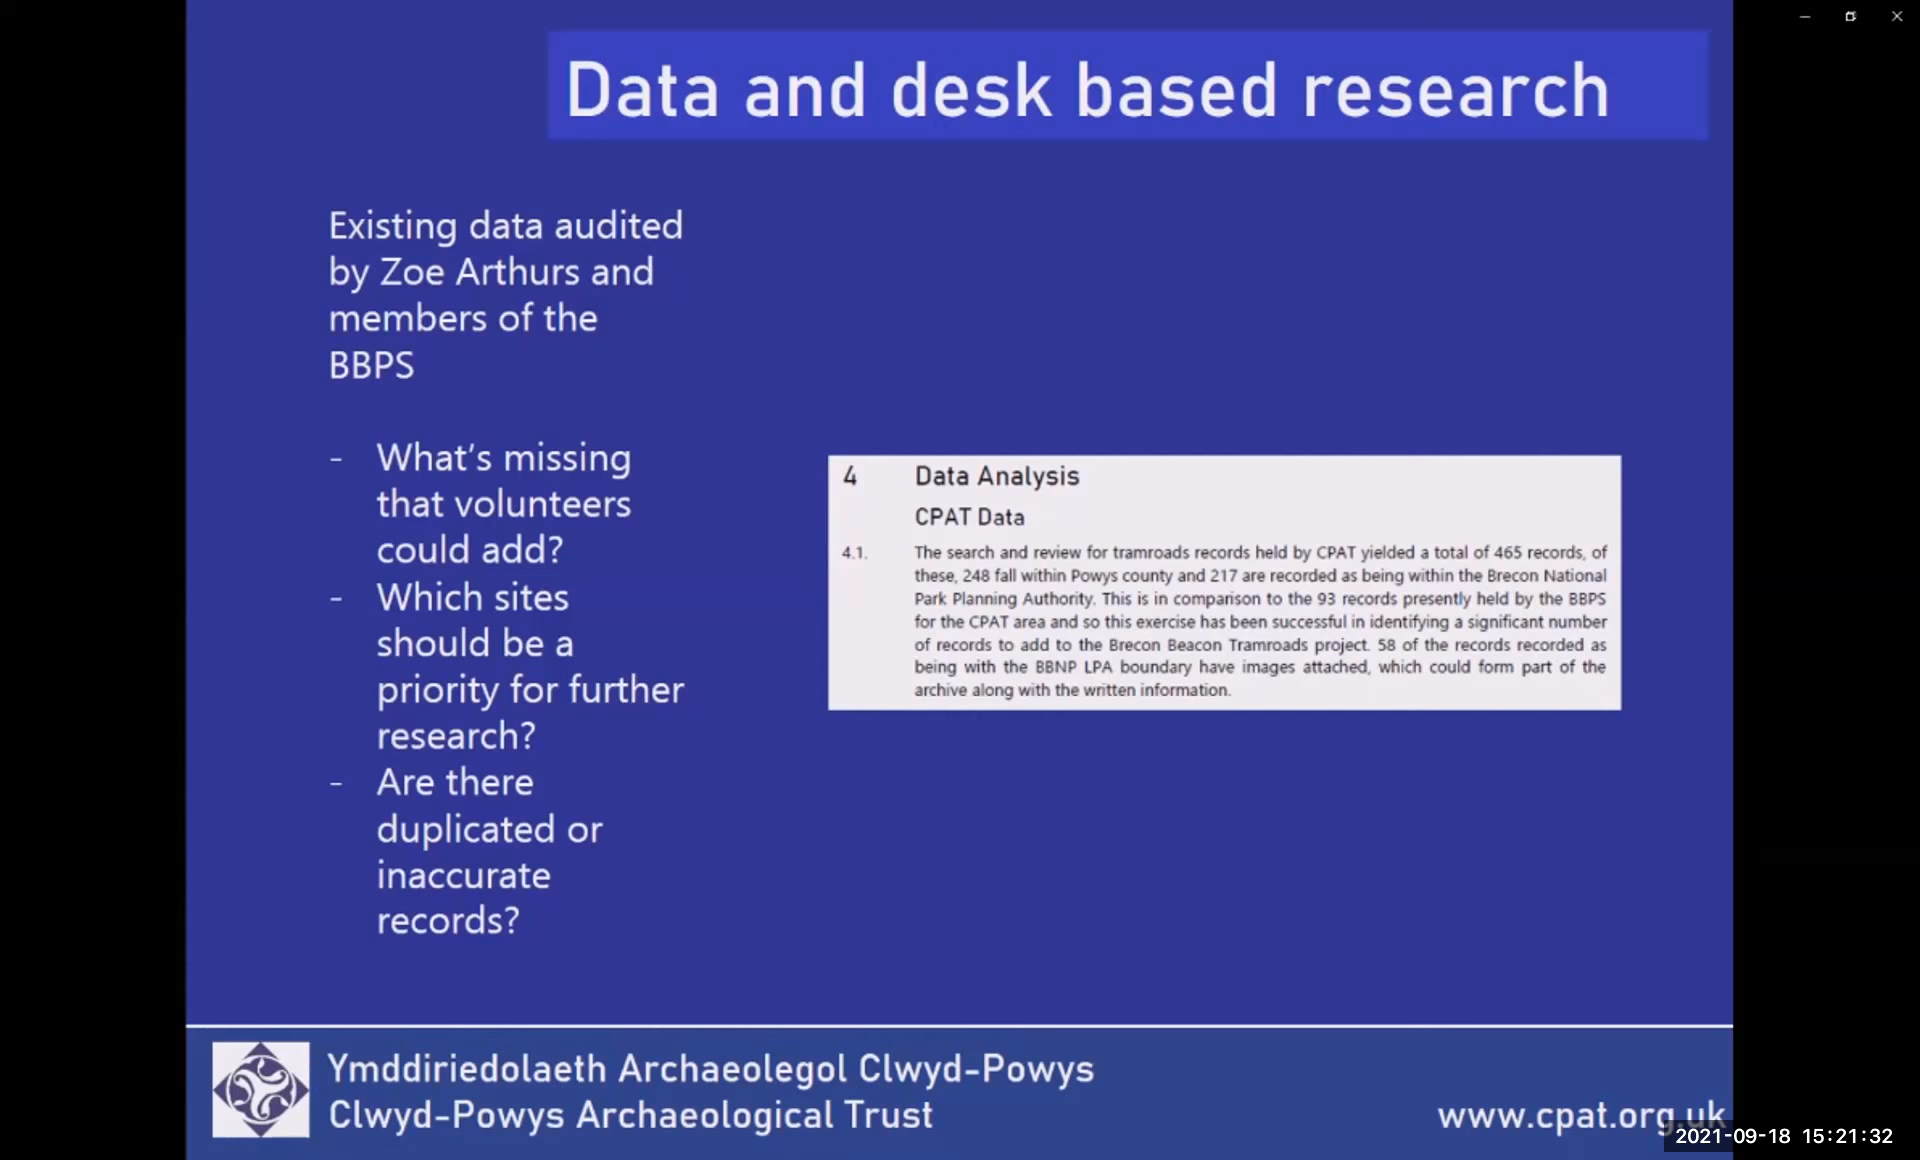 Data and desk based research
Existing data audited
by Zoe Arthurs and
members of the
BBPS
- What's missing
that volunteers
could add?
- Which sites
should be a
priority for further
research?
- Are there
duplicated or
inaccurate
records?
4 Data Analysis
CPAT Data
4.1. The search and review for tramroads records held by CPAT yielded a total of 465 records, of
these, 248 fall within Powys county and 217 are recorded as being within the Brecon National
Park Planning Authority. This is in comparison to the 93 records presently held by the BBPS
for the CPAT area and so this exercise has been successful in identifying a significant number
of records to add to the Brecon Beacon Tramroads project. 58 of the records recorded as
being with the BBNP LPA boundary have images attached, which could form part of the
archive along with the written information.
Ymddiriedolaeth Archaeolegol Clwyd-Powys
Clwyd-Powys Archaeological Trust
www.cpat.org.uk
2021-09-18 15:21:32